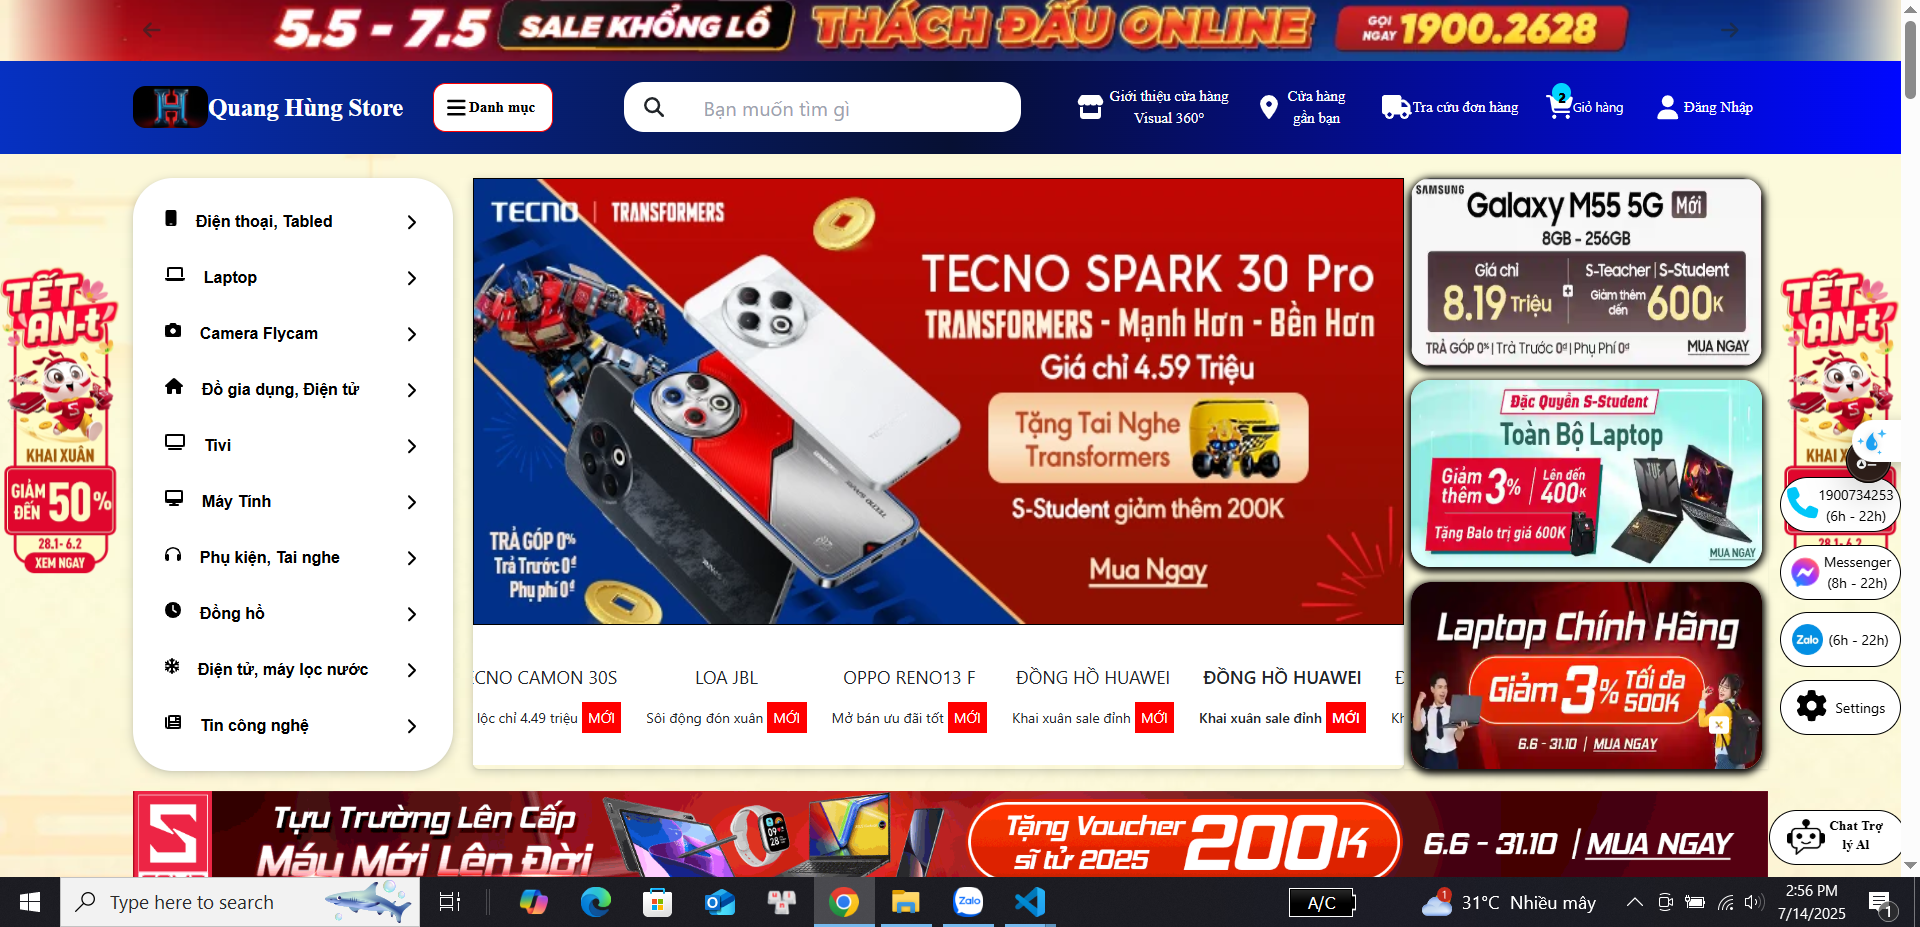 5.5 - 7.5 SALE KHỔNG LỒ THÁCH ĐẤU ONLINE GỌI NGAY 1900.2628
Quang Hùng Store
Danh mục
Bạn muốn tìm gì
Giới thiệu cửa hàng
Visual 360°
Cửa hàng
gần bạn
Tra cứu đơn hàng
2
Giỏ hàng
Đăng Nhập
Điện thoại, Tabled
Laptop
Camera Flycam
Đồ gia dụng, Điện tử
Tivi
Máy Tính
Phụ kiện, Tai nghe
Đồng hồ
Điện tử, máy lọc nước
Tin công nghệ
TẾT
AN-t
KHAI XUÂN
GIẢM
ĐẾN 50%
28.1- 6.2
XEM NGAY
TECNO | TRANSFORMERS
TECNO SPARK 30 Pro
TRANSFORMERS - Mạnh Hơn - Bền Hơn
Giá chỉ 4.59 Triệu
Tặng Tai Nghe
Transformers
S-Student giảm thêm 200K
Mua Ngay
TRẢ GÓP 0%
Trả Trước 0đ
Phụ phí 0đ
CNO CAMON 30S
lộc chỉ 4.49 triệu MỚI
LOA JBL
Sôi động đón xuân MỚI
OPPO RENO13 F
Mở bán ưu đãi tốt MỚI
ĐỒNG HỒ HUAWEI
Khai xuân sale đỉnh MỚI
ĐỒNG HỒ HUAWEI
Khai xuân sale đỉnh MỚI
SAMSUNG
Galaxy M55 5G Mới
8GB - 256GB
Giá chỉ
8.19 Triệu
S-Teacher | S-Student
Giảm thêm
đến 600K
TRẢ GÓP 0% | Trả Trước 0đ | Phụ Phí 0đ
MUA NGAY
Đặc Quyền S-Student
Toàn Bộ Laptop
Giảm
thêm 3%
Lên đến
400K
Tặng Balo trị giá 600K
MUA NGAY
Laptop Chính Hãng
Giảm 3% Tối đa
500K
6.6 - 31.10 | MUA NGAY
TẾT
AN-t
KHAI X
28.1- 6.2
1900734253
(6h - 22h)
Messenger
(8h - 22h)
Zalo
(6h - 22h)
Settings
Chat Trợ
lý AI
Tựu Trường Lên Cấp
Máy Mới Lên Đời
Tặng Voucher
sĩ tử 2025 200K
6.6 - 31.10 | MUA NGAY
Type here to search
Zalo
A/C
1
31°C Nhiều mây
2:56 PM
7/14/2025
1